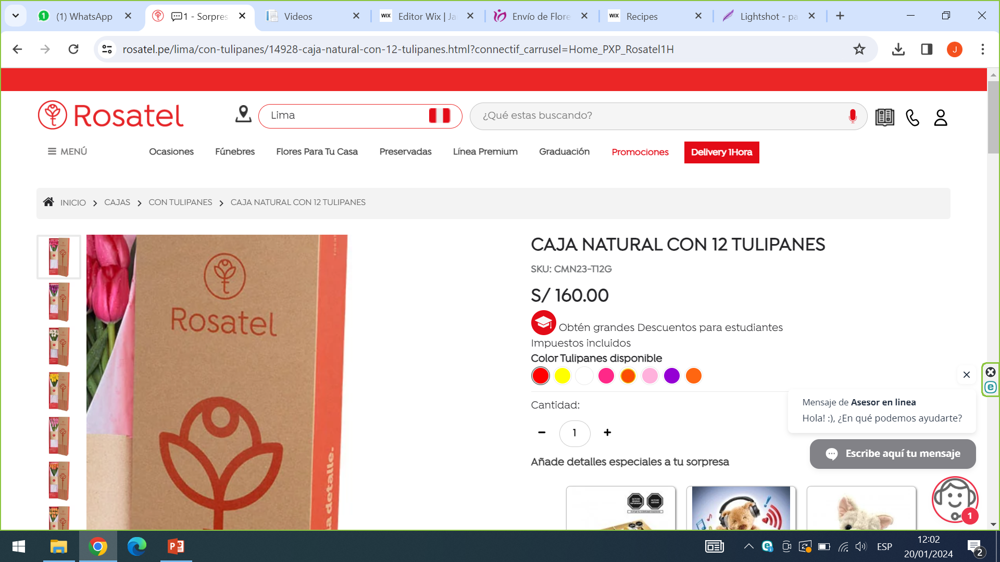 (1) WhatsApp
1 - Sorpres
Videos
Editor Wix | Ja
Envío de Flore
Recipes
Lightshot - pa
rosatel.pe/lima/con-tulipanes/14928-caja-natural-con-12-tulipanes.html?connectif_carrusel=Home_PXP_Rosatel1H
J
Rosatel
Lima
¿Qué estas buscando?
MENÚ
Ocasiones
Fúnebres
Flores Para Tu Casa
Preservadas
Línea Premium
Graduación
Promociones
Delivery 1Hora
INICIO > CAJAS > CON TULIPANES > CAJA NATURAL CON 12 TULIPANES
Rosatel
a detalle.
CAJA NATURAL CON 12 TULIPANES
SKU: CMN23-T12G
S/ 160.00
Obtén grandes Descuentos para estudiantes
Impuestos incluidos
Color Tulipanes disponible
Cantidad:
1
Añade detalles especiales a tu sorpresa
Mensaje de Asesor en linea
Hola! :), ¿En qué podemos ayudarte?
Escribe aquí tu mensaje
1
ESP
12:02
20/01/2024
2